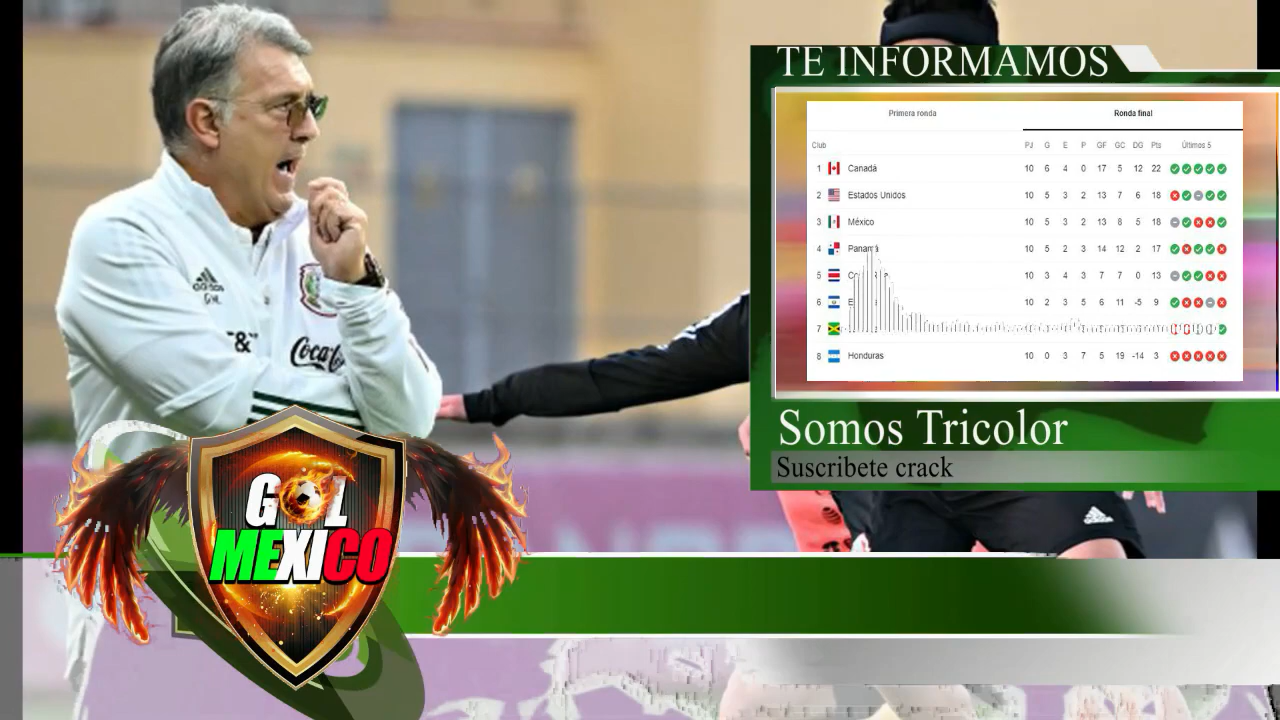 TE INFORMAMOS
Primera ronda Ronda final
Club PJ G E P GF GC DG Pts Últimos 5
1 Canadá 10 6 4 0 17 5 12 22
2 Estados Unidos 10 5 3 2 13 7 6 18
3 México 10 5 3 2 13 8 5 18
4 Panamá 10 5 2 3 14 12 2 17
5 10 3 4 3 7 7 0 13
6 10 2 3 5 6 11 -5 9
7
8 Honduras 10 0 3 7 5 19 -14 3
Somos Tricolor
Suscribete crack
adidas
AT&T
Coca-Cola
GOL
MEXICO